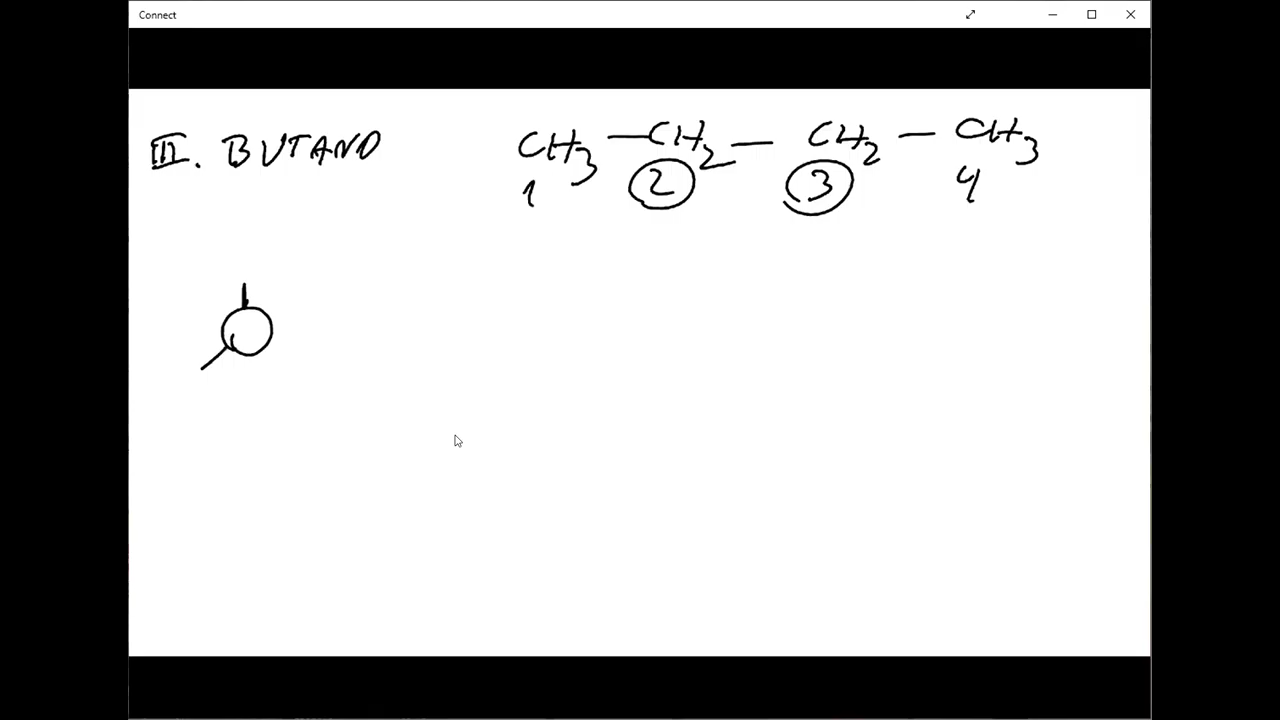 Connect
III. BUTANO CH3 – CH2 – CH2 – CH3
1 2 3 4